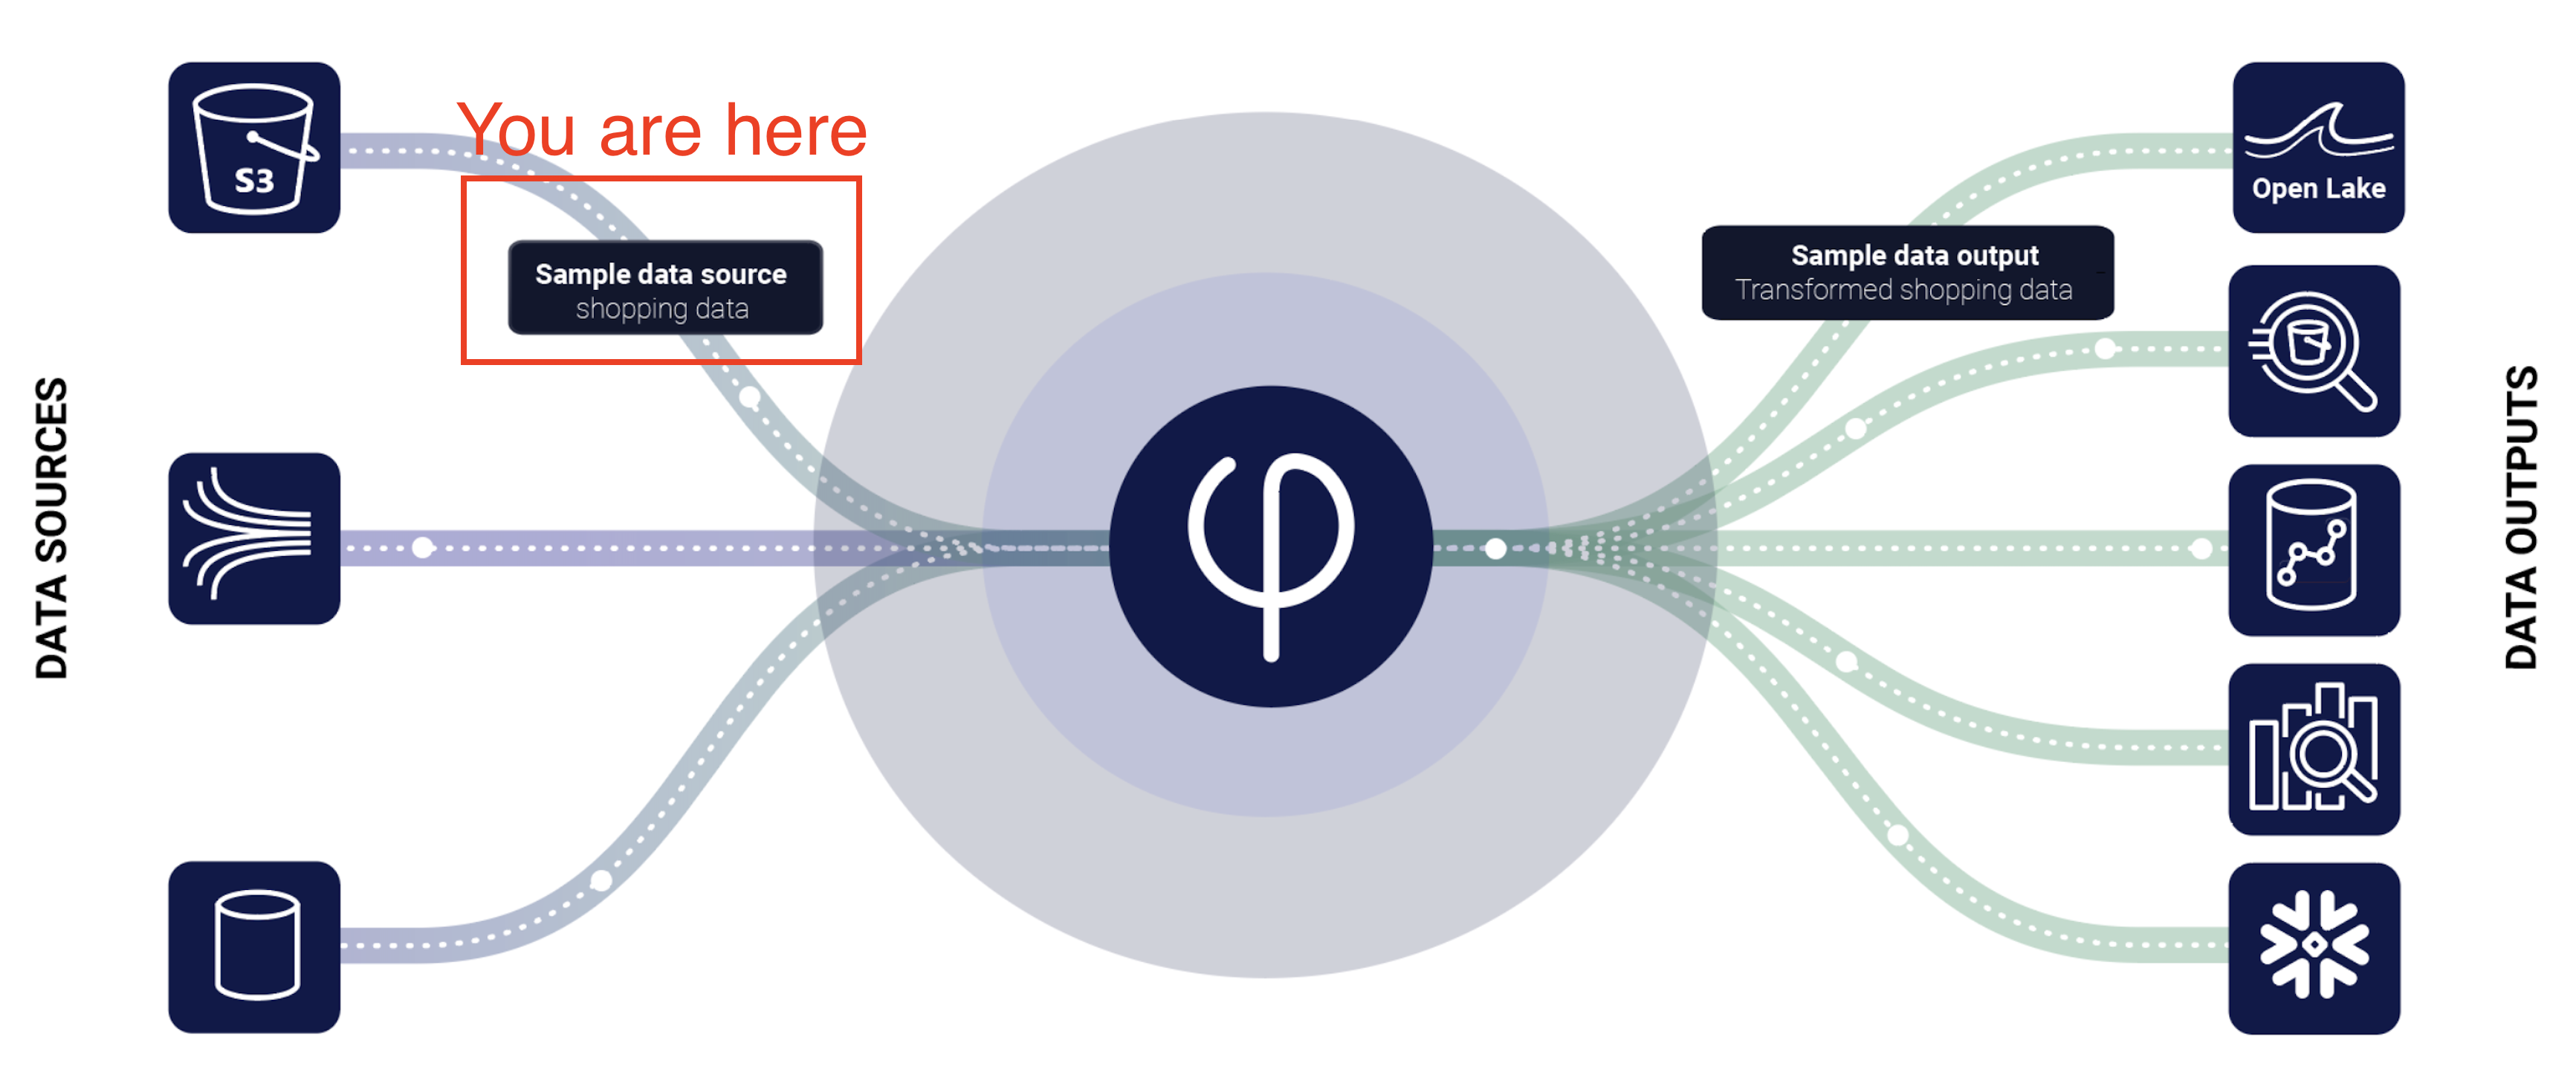 You are here
S3
Sample data source
shopping data
DATA SOURCES
Sample data output
Transformed shopping data
Open Lake
DATA OUTPUTS